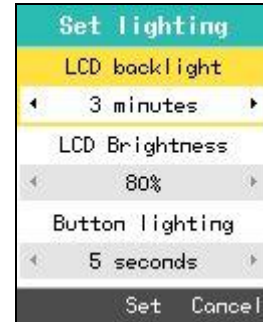 Set lighting
LCD backlight
3 minutes
LCD Brightness
80%
Button lighting
5 seconds
Set Cancel